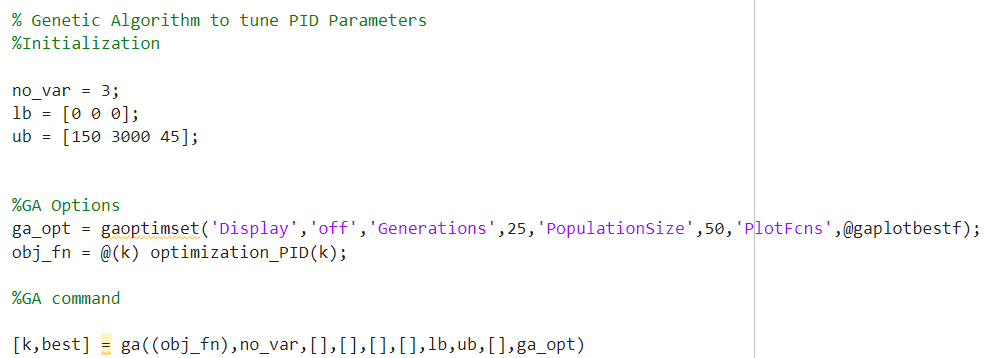 % Genetic Algorithm to tune PID Parameters
%Initialization
no_var = 3;
lb = [0 0 0];
ub = [150 3000 45];
%GA Options
ga_opt = gaoptimset('Display','off','Generations',25,'PopulationSize',50,'PlotFcns',@gaplotbestf);
obj_fn = @(k) optimization_PID(k);
%GA command
[k,best] = ga((obj_fn),no_var,[],[],[],[],lb,ub,[],ga_opt)